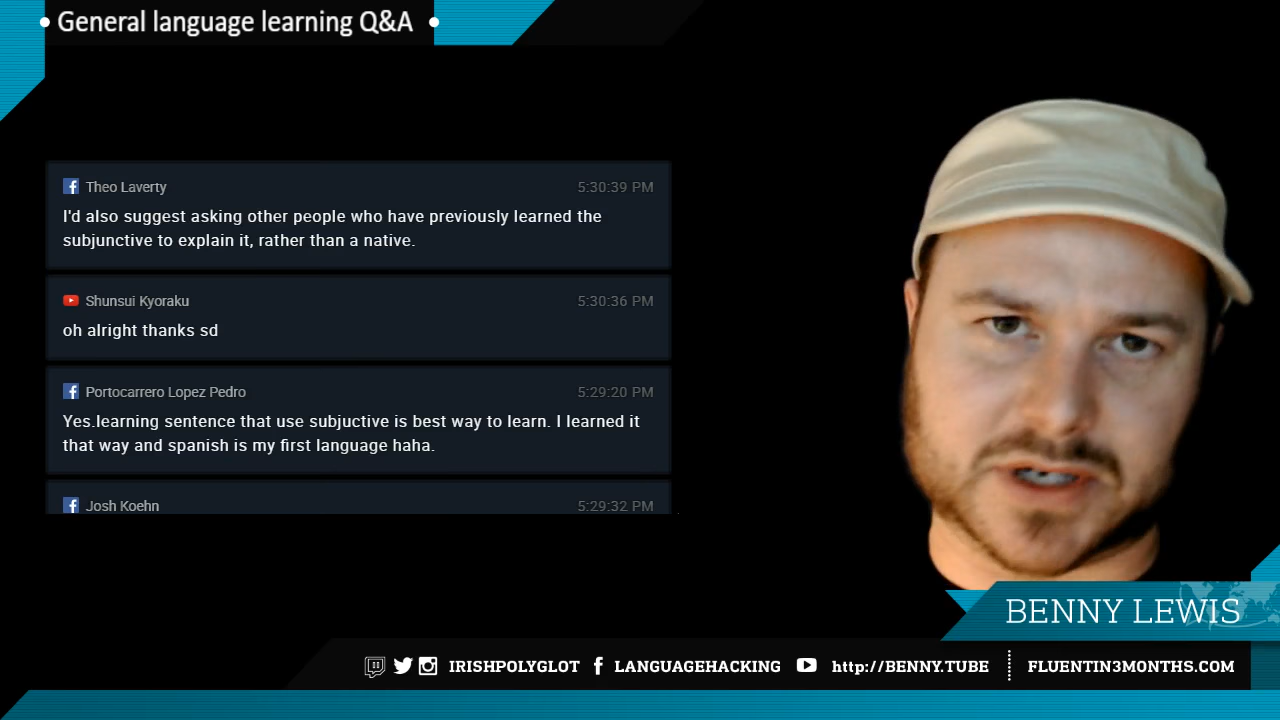 General language learning Q&A
Theo Laverty 5:30:39 PM
I'd also suggest asking other people who have previously learned the
subjunctive to explain it, rather than a native.
Shunsui Kyoraku 5:30:36 PM
oh alright thanks sd
Portocarrero Lopez Pedro 5:29:20 PM
Yes.learning sentence that use subjuctive is best way to learn. I learned it
that way and spanish is my first language haha.
Josh Koehn 5:29:32 PM
BENNY LEWIS
IRISHPOLYGLOT LANGUAGEHACKING http://BENNY.TUBE FLUENTIN3MONTHS.COM